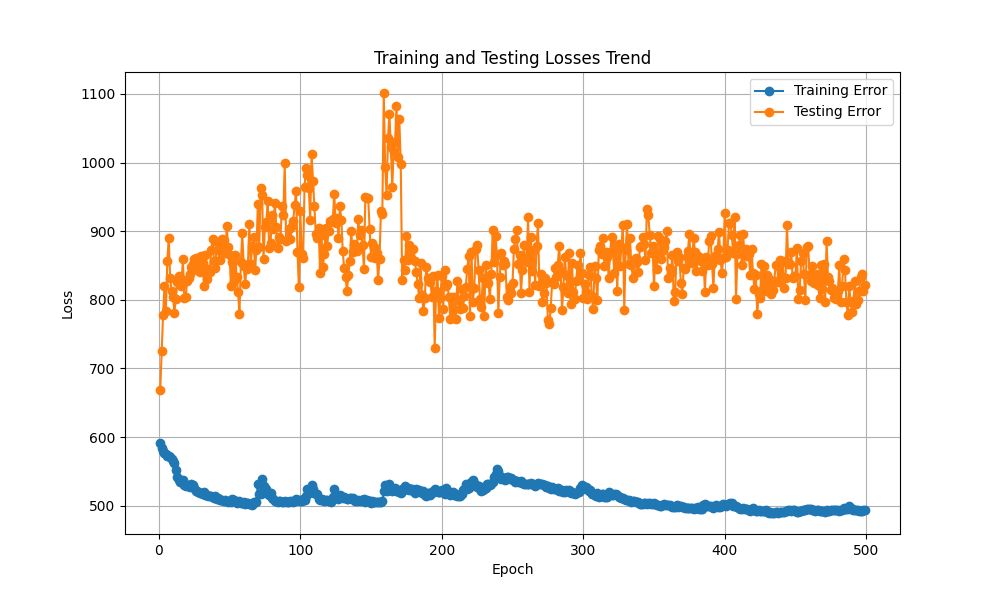 Training and Testing Losses Trend
Training Error
Testing Error
1100
1000
900
800
700
600
500
Loss
0 100 200 300 400 500
Epoch